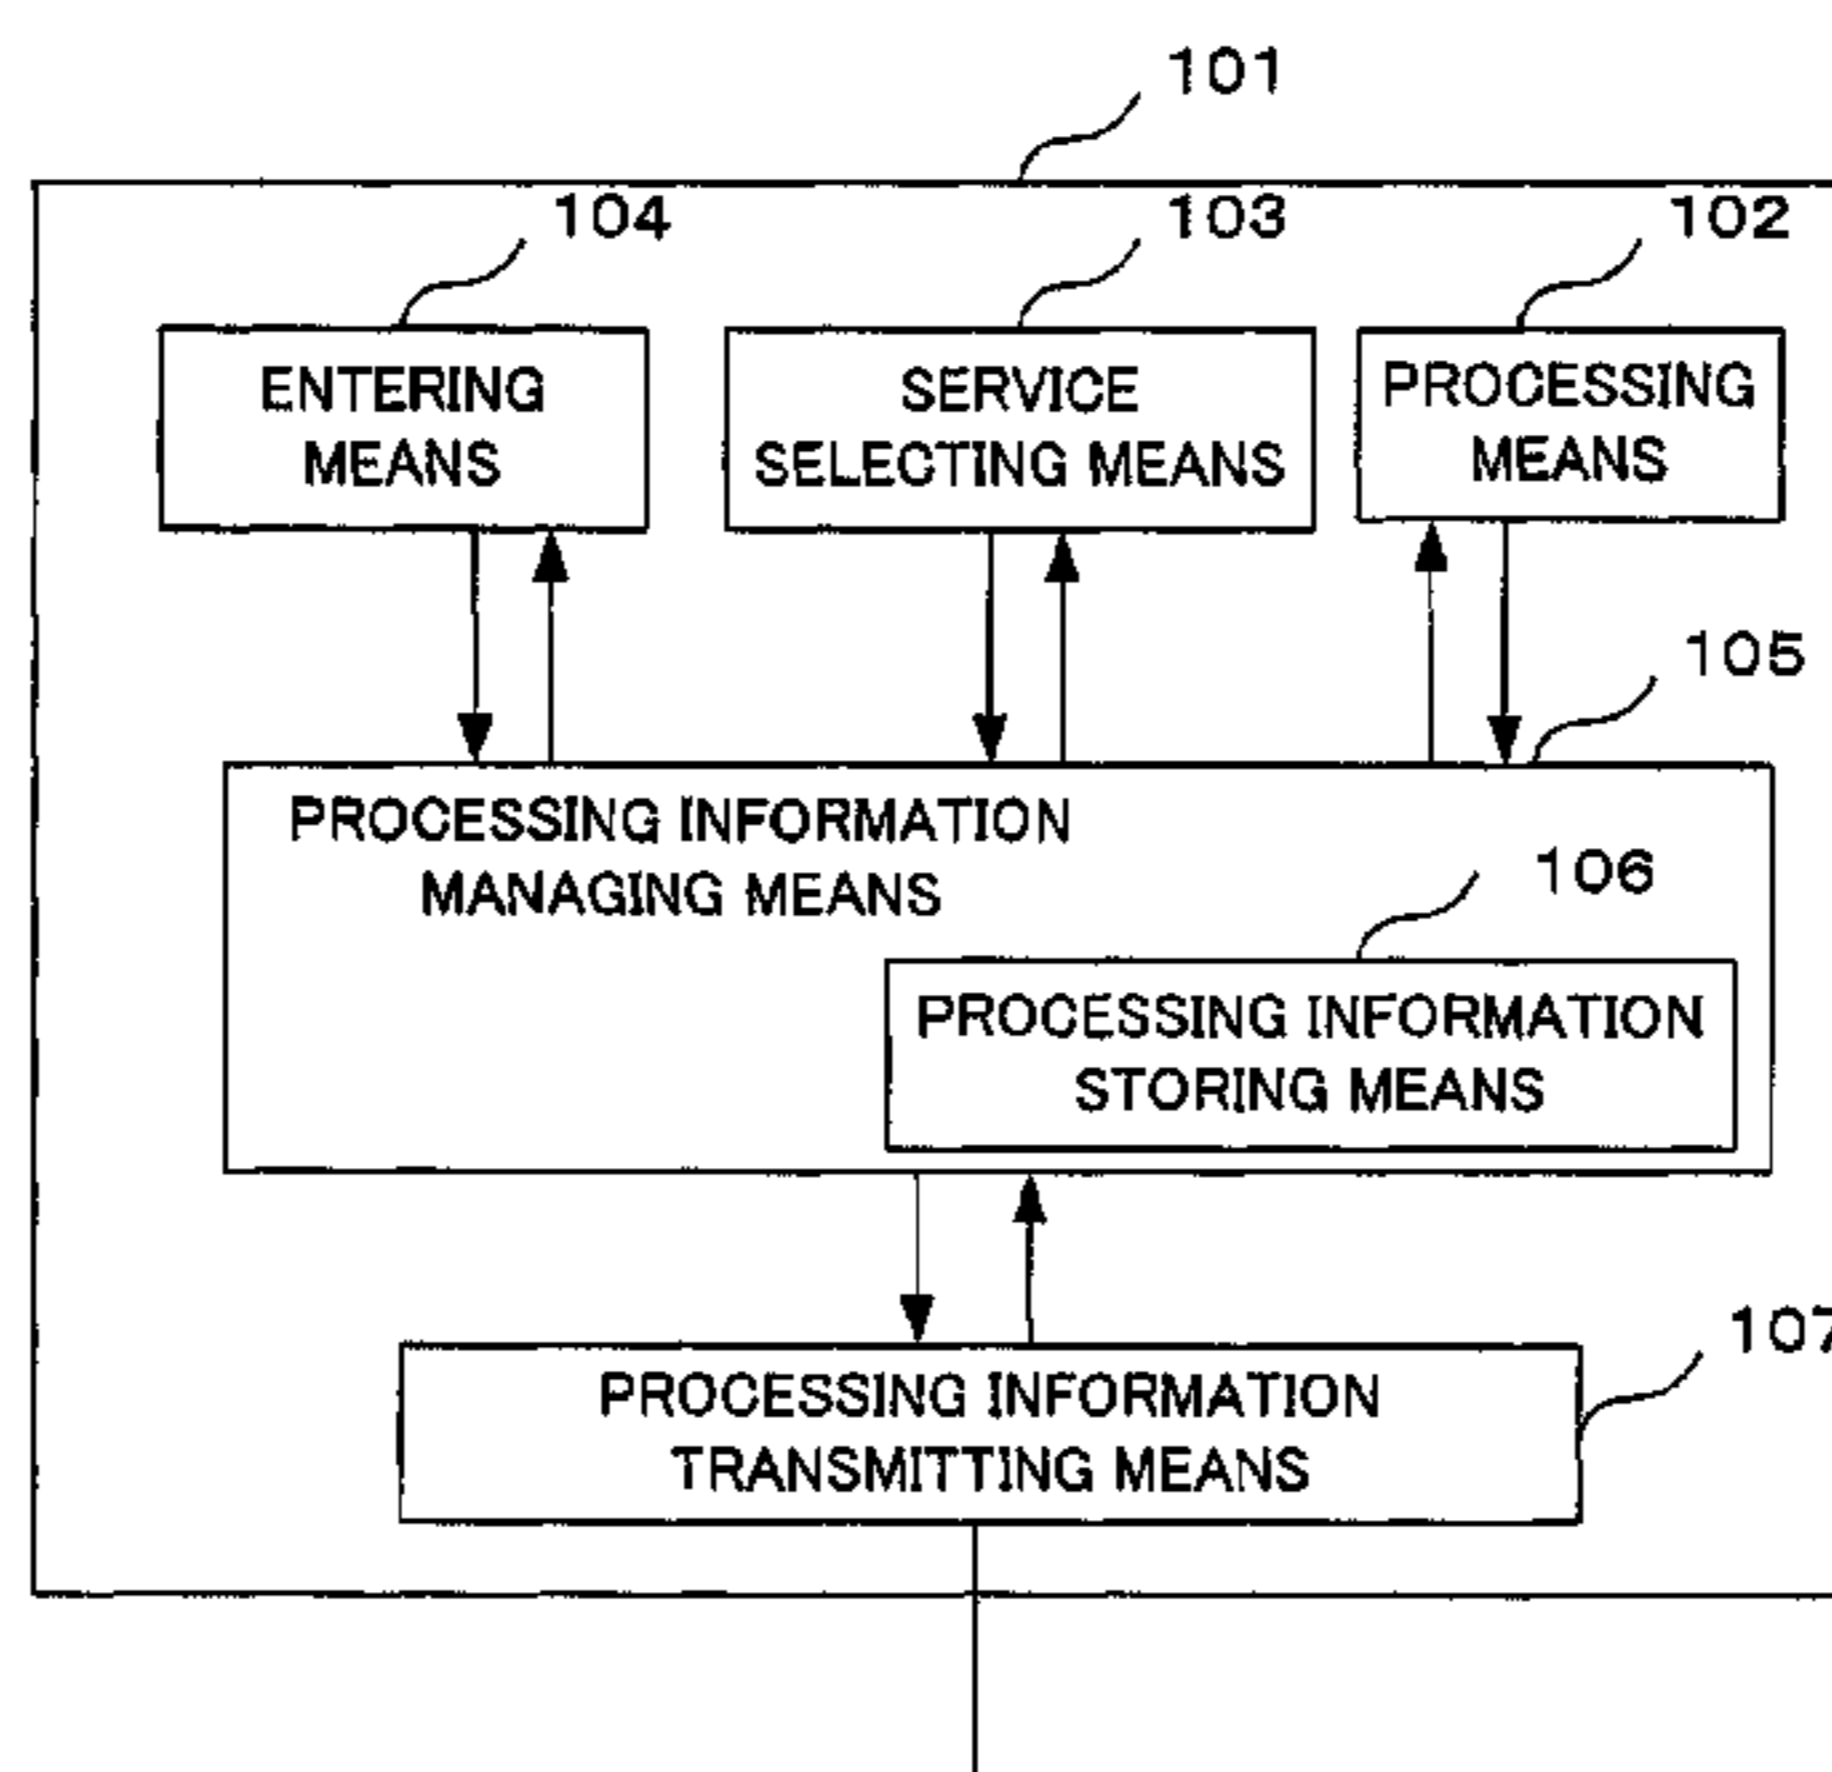 101
104
103
102
ENTERING
MEANS
SERVICE
SELECTING MEANS
PROCESSING
MEANS
105
PROCESSING INFORMATION
MANAGING MEANS
106
PROCESSING INFORMATION
STORING MEANS
107
PROCESSING INFORMATION
TRANSMITTING MEANS